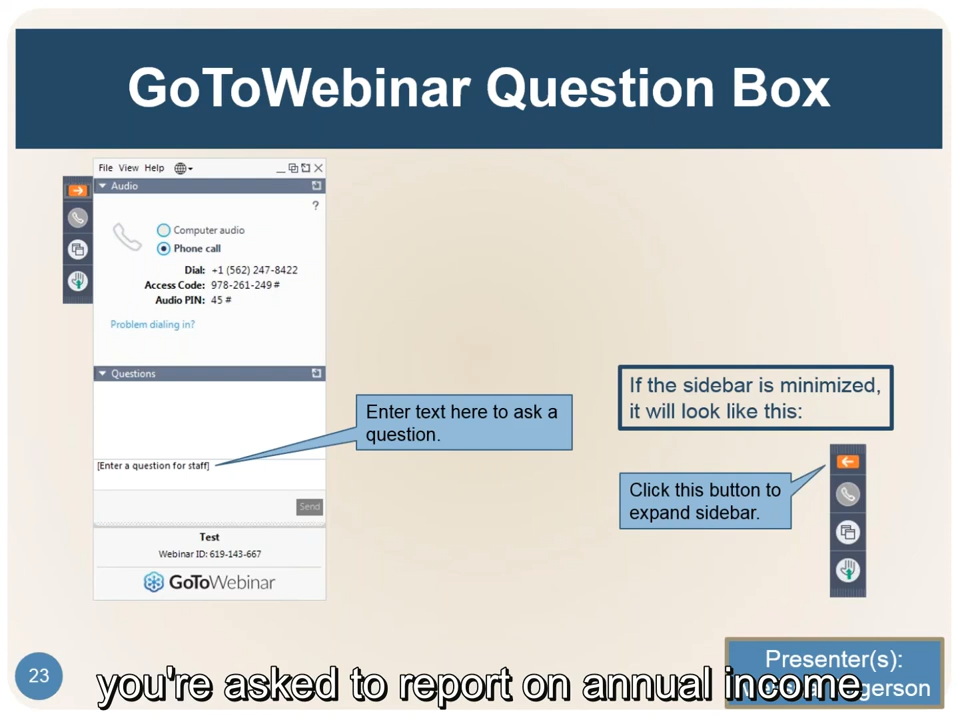 GoToWebinar Question Box
File View Help
Audio
?
Computer audio
Phone call
Dial: +1 (562) 247-8422
Access Code: 978-261-249 #
Audio PIN: 45 #
Problem dialing in?
Questions
[Enter a question for staff]
Send
Test
Webinar ID: 619-143-667
GoToWebinar
Enter text here to ask a
question.
If the sidebar is minimized,
it will look like this:
Click this button to
expand sidebar.
23
Presenter(s):
you're asked to report on annual income